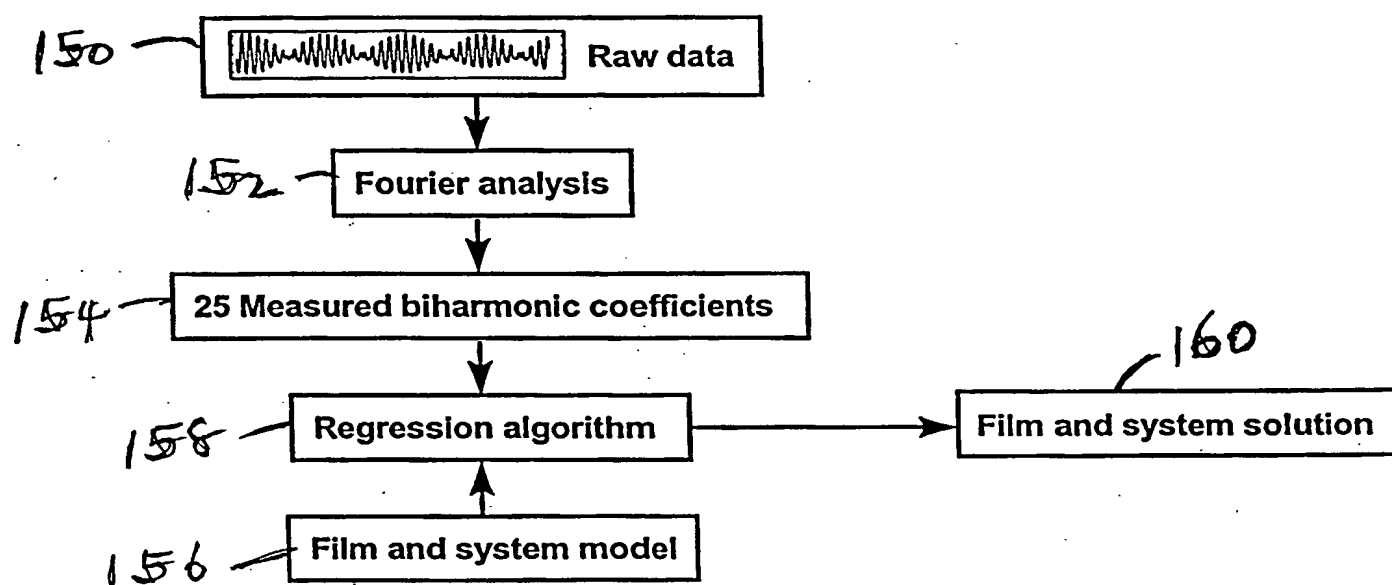 150
Raw data
152
Fourier analysis
154
25 Measured biharmonic coefficients
160
158
Regression algorithm
Film and system solution
156
Film and system model